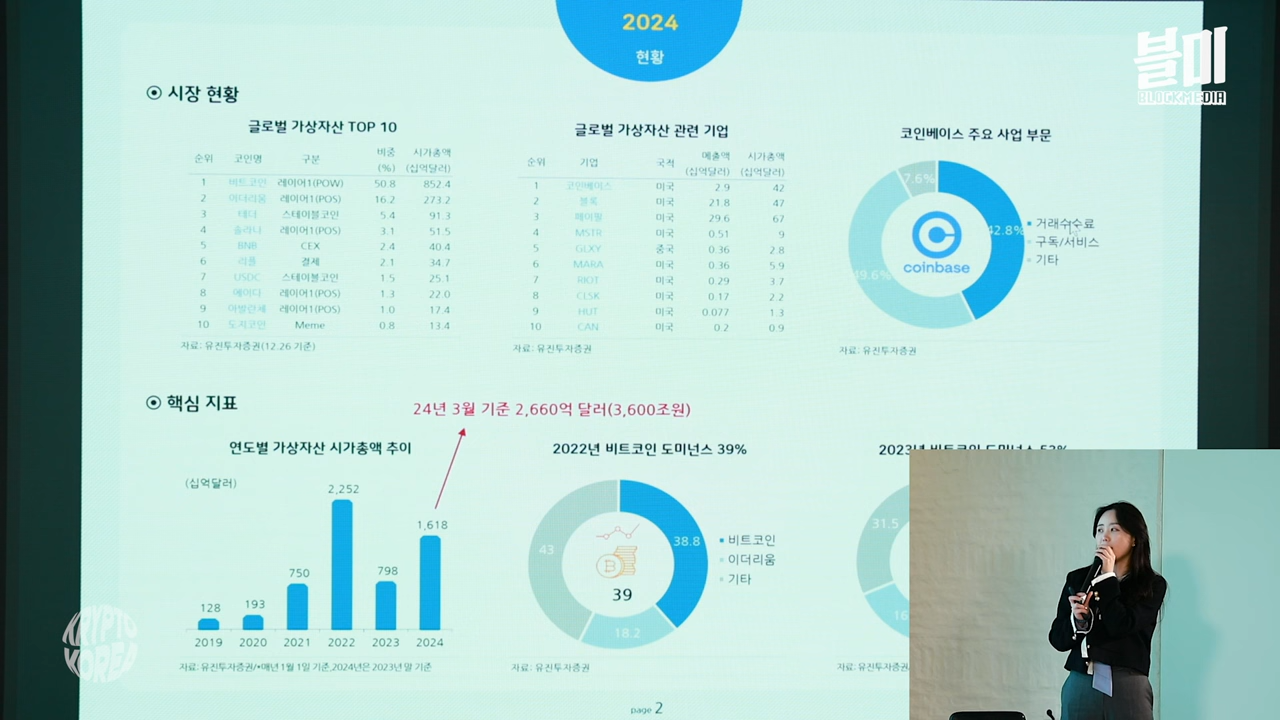 2024
현황
블미
BLOCKMEDIA
시장 현황
글로벌 가상자산 TOP 10
순위 코인명 구분 비중(%) 시가총액(십억달러)
1 비트코인 레이어1(POW) 50.8 852.4
2 이더리움 레이어1(POS) 16.2 273.2
3 테더 스테이블코인 5.4 91.3
4 솔라나 레이어1(POS) 3.1 51.5
5 BNB CEX 2.4 40.4
6 리플 결제 2.1 34.7
7 USDC 스테이블코인 1.5 25.1
8 에이다 레이어1(POS) 1.3 22.0
9 아발란체 레이어1(POS) 1.0 17.4
10 도지코인 Meme 0.8 13.4
자료: 유진투자증권(12.26 기준)
글로벌 가상자산 관련 기업
순위 기업 국적 매출액(십억달러) 시가총액(십억달러)
1 코인베이스 미국 2.9 42
2 블록 미국 21.8 47
3 페이팔 미국 29.6 67
4 MSTR 미국 0.51 9
5 GLXY 중국 0.36 2.8
6 MARA 미국 0.36 5.9
7 RIOT 미국 0.29 3.7
8 CLSK 미국 0.17 2.2
9 HUT 미국 0.077 1.3
10 CAN 미국 0.2 0.9
자료: 유진투자증권
코인베이스 주요 사업 부문
7.6%
42.8%
49.6%
coinbase
거래수수료
구독/서비스
기타
자료: 유진투자증권
핵심 지표
24년 3월 기준 2,660억 달러(3,600조원)
연도별 가상자산 시가총액 추이
(십억달러)
128 193 750 2,252 798 1,618
2019 2020 2021 2022 2023 2024
자료: 유진투자증권/*매년 1월 1일 기준,2024년은 2023년 말 기준
2022년 비트코인 도미넌스 39%
43
38.8
18.2
39
비트코인
이더리움
기타
자료: 유진투자증권
2023년 비트코인 도미넌스 53%
31.5
16
자료: 유진투자증권
page 2
KRYPTO
KOREA